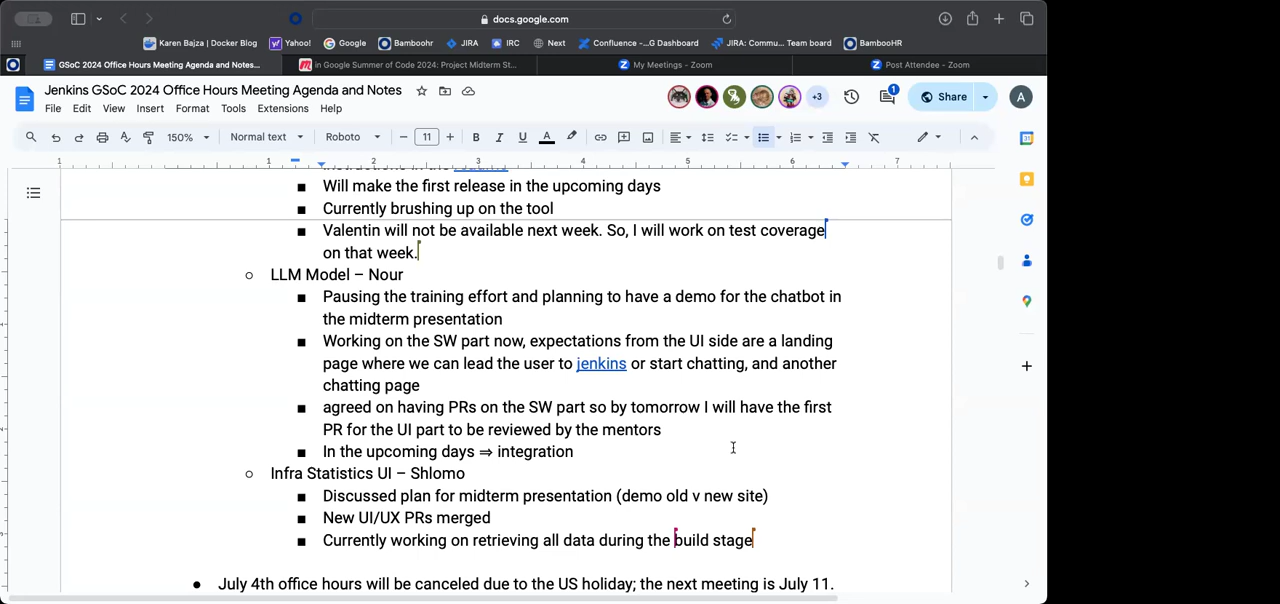 docs.google.com
Karen Bajza | Docker Blog
Yahoo!
Google
Bamboohr
JIRA
IRC
Next
Confluence ...G Dashboard
JIRA: Commu... Team board
BambooHR
GSoC 2024 Office Hours Meeting Agenda and Notes...
in Google Summer of Code 2024: Project Midterm St...
My Meetings - Zoom
Post Attendee - Zoom
Jenkins GSoC 2024 Office Hours Meeting Agenda and Notes
+3
1
Share
A
File Edit View Insert Format Tools Extensions Help
150% Normal text Roboto 11 B I U A
1 1 2 3 4 5 6 7
Will make the first release in the upcoming days
Currently brushing up on the tool
Valentin will not be available next week. So, I will work on test coverage
on that week.
LLM Model – Nour
Pausing the training effort and planning to have a demo for the chatbot in
the midterm presentation
Working on the SW part now, expectations from the UI side are a landing
page where we can lead the user to jenkins or start chatting, and another
chatting page
agreed on having PRs on the SW part so by tomorrow I will have the first
PR for the UI part to be reviewed by the mentors
In the upcoming days ⇒ integration
Infra Statistics UI – Shlomo
Discussed plan for midterm presentation (demo old v new site)
New UI/UX PRs merged
Currently working on retrieving all data during the build stage
July 4th office hours will be canceled due to the US holiday; the next meeting is July 11.